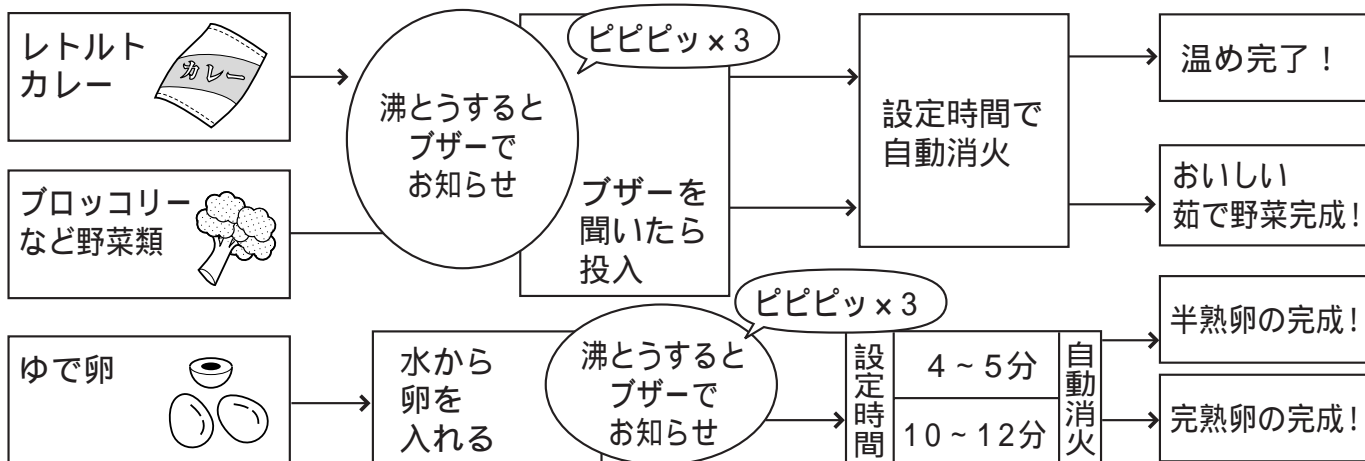 レトルト
カレー
カレー
沸とうすると
ブザーで
お知らせ
ピピピッ×3
ブザーを
聞いたら
投入
設定時間で
自動消火
温め完了！
ブロッコリー
など野菜類
おいしい
茹で野菜完成！
ゆで卵
水から
卵を
入れる
沸とうすると
ブザーで
お知らせ
ピピピッ×3
設定時間
4～5分
10～12分
自動消火
半熟卵の完成！
完熟卵の完成！